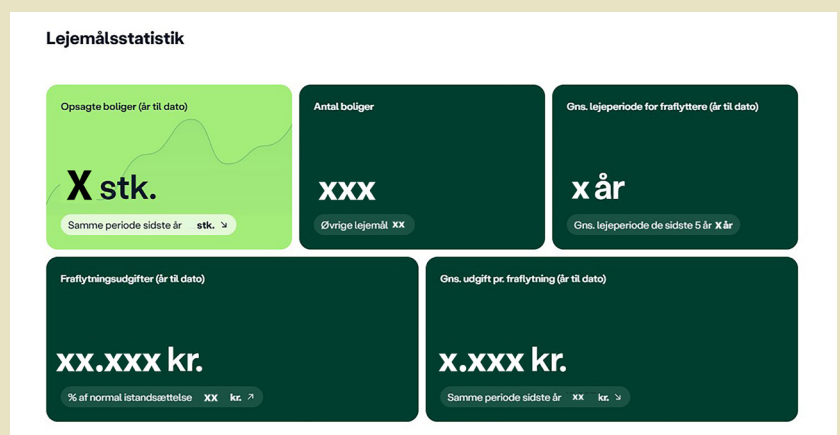 Lejemålsstatistik
Opsagte boliger (år til dato)
X stk.
Samme periode sidste år stk. ↘
Antal boliger
xxx
Øvrige lejemål xx
Gns. lejeperiode for fraflyttere (år til dato)
x år
Gns. lejeperiode de sidste 5 år X år
Fraflytningsudgifter (år til dato)
xx.xxx kr.
% af normal istandsættelse xx kr. ↗
Gns. udgift pr. fraflytning (år til dato)
x.xxx kr.
Samme periode sidste år xx kr. ↘